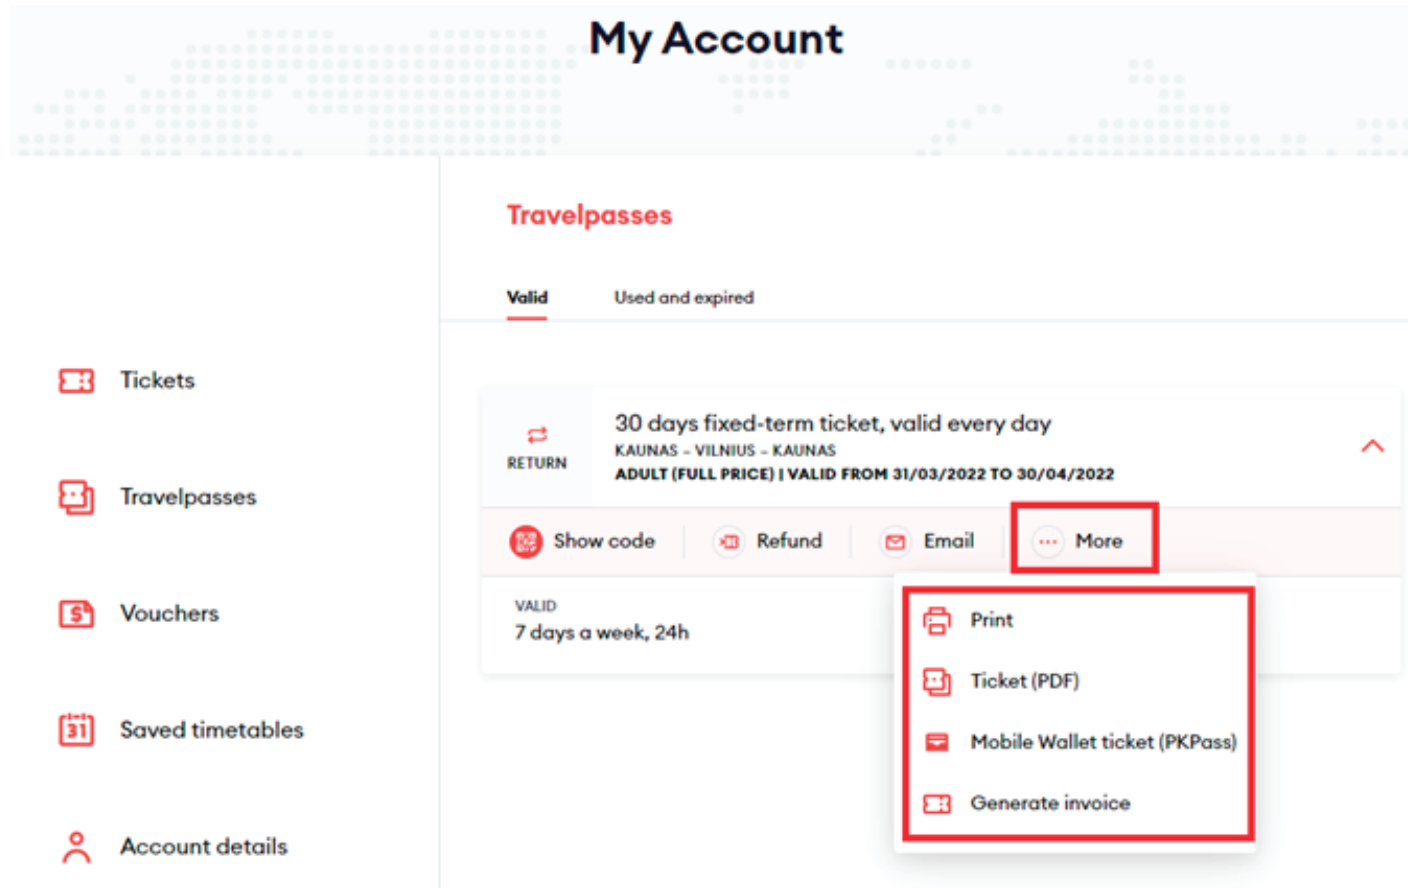 My Account
Travelpasses
Valid
Used and expired
Tickets
Travelpasses
Vouchers
31
Saved timetables
Account details
RETURN
30 days fixed-term ticket, valid every day
KAUNAS – VILNIUS – KAUNAS
ADULT (FULL PRICE) | VALID FROM 31/03/2022 TO 30/04/2022
Show code
Refund
Email
More
VALID
7 days a week, 24h
Print
Ticket (PDF)
Mobile Wallet ticket (PKPass)
Generate invoice